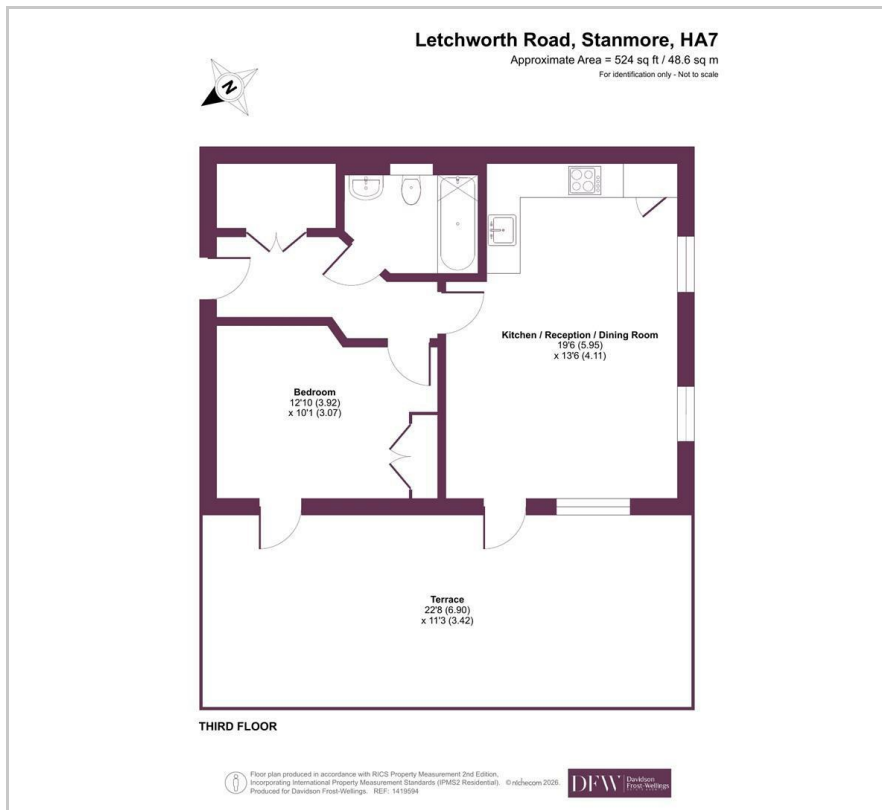 Letchworth Road, Stanmore, HA7
Approximate Area = 524 sq ft / 48.6 sq m
For identification only - Not to scale
N
Kitchen / Reception / Dining Room
19'6 (5.95)
x 13'6 (4.11)
Bedroom
12'10 (3.92)
x 10'1 (3.07)
Terrace
22'8 (6.90)
x 11'3 (3.42)
THIRD FLOOR
Floor plan produced in accordance with RICS Property Measurement 2nd Edition,
Incorporating International Property Measurement Standards (IPMS2 Residential). © nichecom 2026.
Produced for Davidson Frost-Wellings. REF: 1419594
DFW Davidson
Frost-Wellings